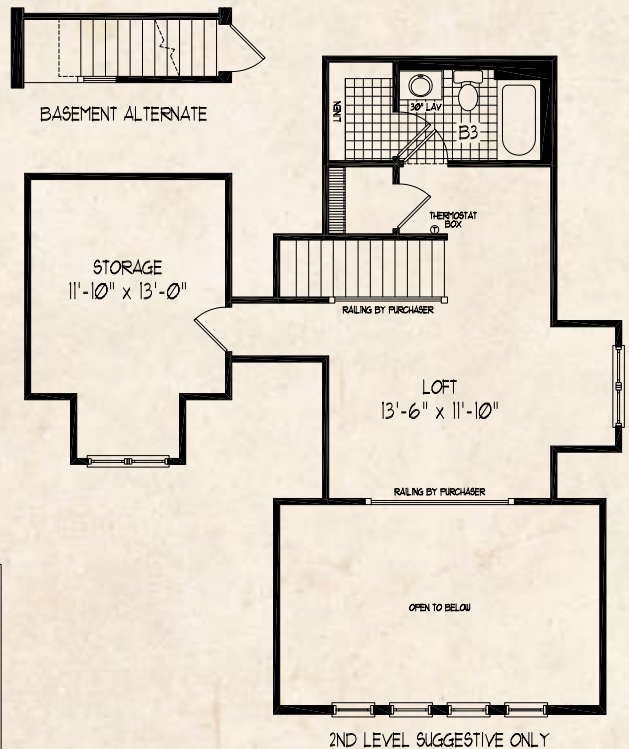 BASEMENT ALTERNATE
LINEN
30" LAV
B3
THERMOSTAT
BOX
STORAGE
11'-10" x 13'-0"
RAILING BY PURCHASER
LOFT
13'-6" x 11'-10"
RAILING BY PURCHASER
OPEN TO BELOW
2ND LEVEL SUGGESTIVE ONLY
T